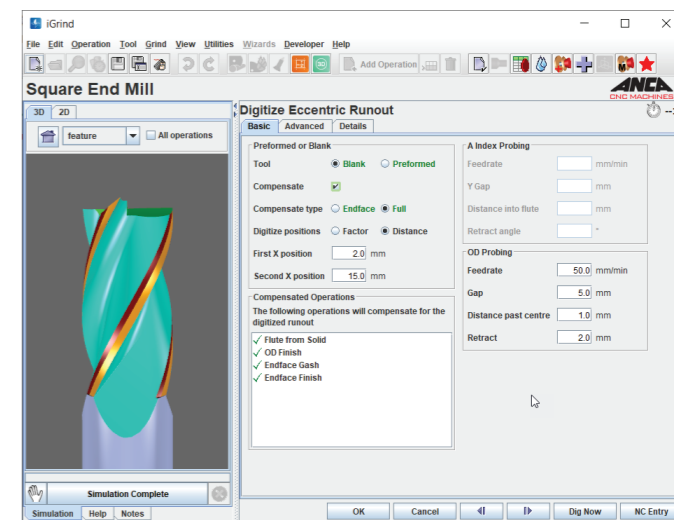 iGrind
File Edit Operation Tool Grind View Utilities Wizards Developer Help
Add Operation
Square End Mill
ANCA
CNC MACHINES
3D 2D
feature All operations
Simulation Complete
Simulation Help Notes
Digitize Eccentric Runout
--:
Basic Advanced Details
Preformed or Blank
Tool Blank Preformed
Compensate
Compensate type Endface Full
Digitize positions Factor Distance
First X position 2.0 mm
Second X position 15.0 mm
Compensated Operations
The following operations will compensate for the
digitized runout
Flute from Solid
OD Finish
Endface Gash
Endface Finish
A Index Probing
Feedrate mm/min
Y Gap mm
Distance into flute mm
Retract angle °
OD Probing
Feedrate 50.0 mm/min
Gap 5.0 mm
Distance past centre 1.0 mm
Retract 2.0 mm
OK Cancel Dig Now NC Entry